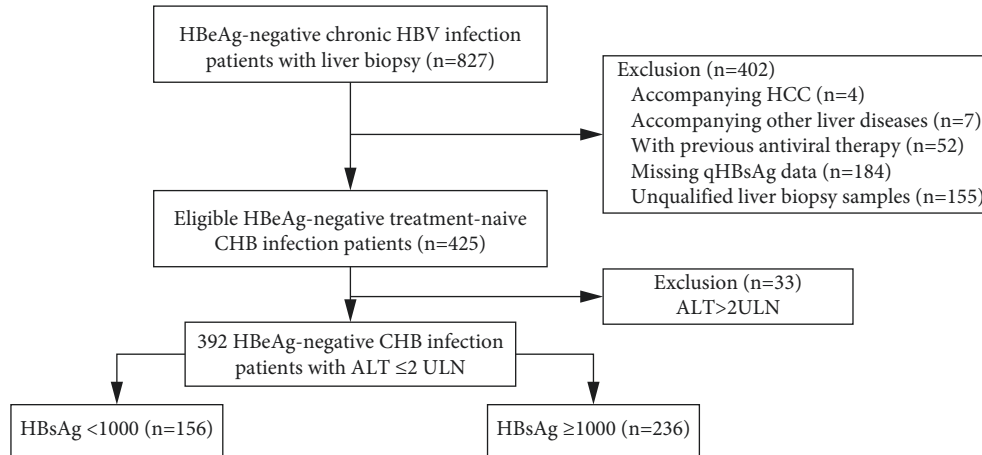 HBeAg-negative chronic HBV infection
patients with liver biopsy (n=827)
Exclusion (n=402)
Accompanying HCC (n=4)
Accompanying other liver diseases (n=7)
With previous antiviral therapy (n=52)
Missing qHBsAg data (n=184)
Unqualified liver biopsy samples (n=155)
Eligible HBeAg-negative treatment-naive
CHB infection patients (n=425)
Exclusion (n=33)
ALT>2ULN
392 HBeAg-negative CHB infection
patients with ALT ≤2 ULN
HBsAg <1000 (n=156)
HBsAg ≥1000 (n=236)